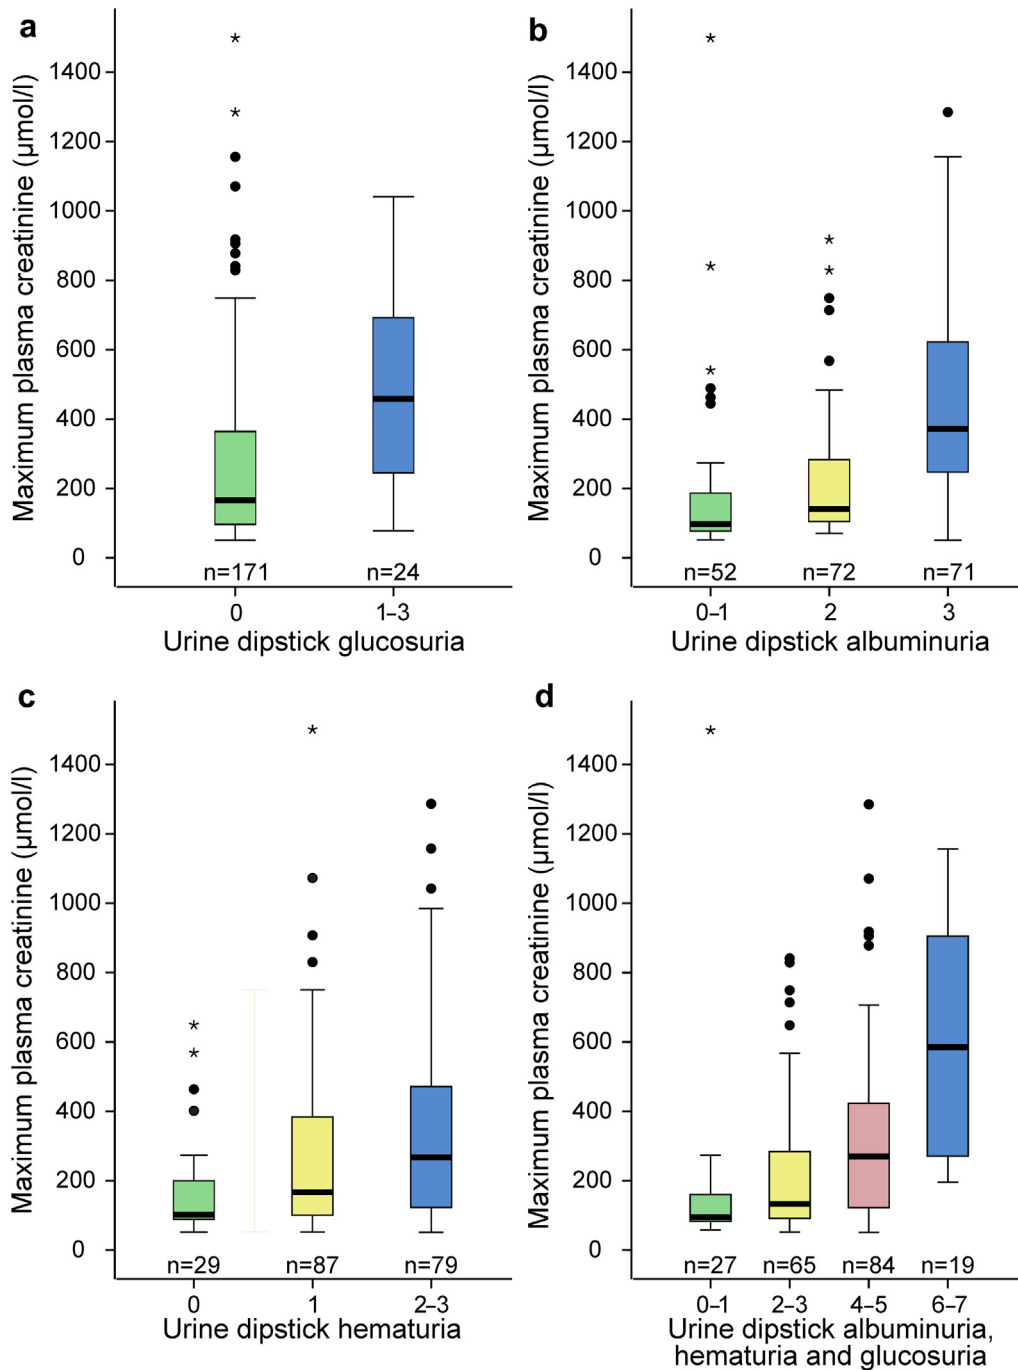 a
Maximum plasma creatinine (µmol/l)
1400
1200
1000
800
600
400
200
0
n=171
n=24
0
1–3
Urine dipstick glucosuria
b
Maximum plasma creatinine (µmol/l)
1400
1200
1000
800
600
400
200
0
n=52
n=72
n=71
0–1
2
3
Urine dipstick albuminuria
c
Maximum plasma creatinine (µmol/l)
1400
1200
1000
800
600
400
200
0
n=29
n=87
n=79
0
1
2–3
Urine dipstick hematuria
d
Maximum plasma creatinine (µmol/l)
1400
1200
1000
800
600
400
200
0
n=27
n=65
n=84
n=19
0–1
2–3
4–5
6–7
Urine dipstick albuminuria,
hematuria and glucosuria